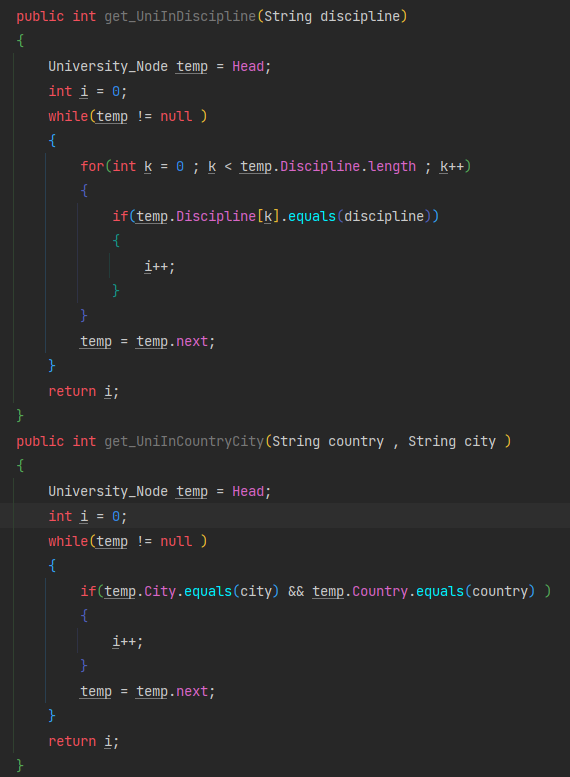 public int get_UniInDiscipline(String discipline)
{
University_Node temp = Head;
int i = 0;
while(temp != null )
{
for(int k = 0 ; k < temp.Discipline.length ; k++)
{
if(temp.Discipline[k].equals(discipline))
{
i++;
}
}
temp = temp.next;
}
return i;
}
public int get_UniInCountryCity(String country , String city )
{
University_Node temp = Head;
int i = 0;
while(temp != null )
{
if(temp.City.equals(city) && temp.Country.equals(country) )
{
i++;
}
temp = temp.next;
}
return i;
}